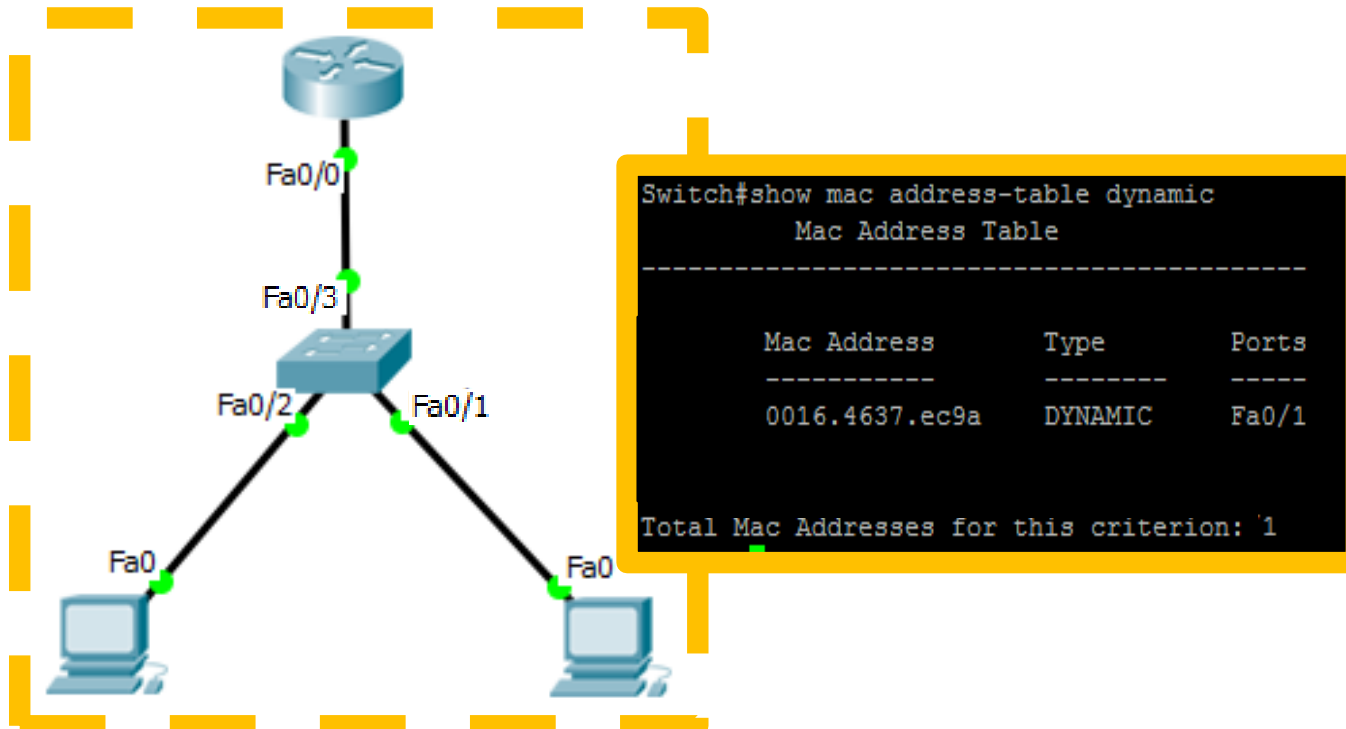 Fa0/0
Fa0/3
Fa0/2
Fa0/1
Fa0
Fa0
Switch#show mac address-table dynamic
Mac Address Table
-------------------------------------------
Mac Address Type Ports
----------- -------- -----
0016.4637.ec9a DYNAMIC Fa0/1
Total Mac Addresses for this criterion: 1